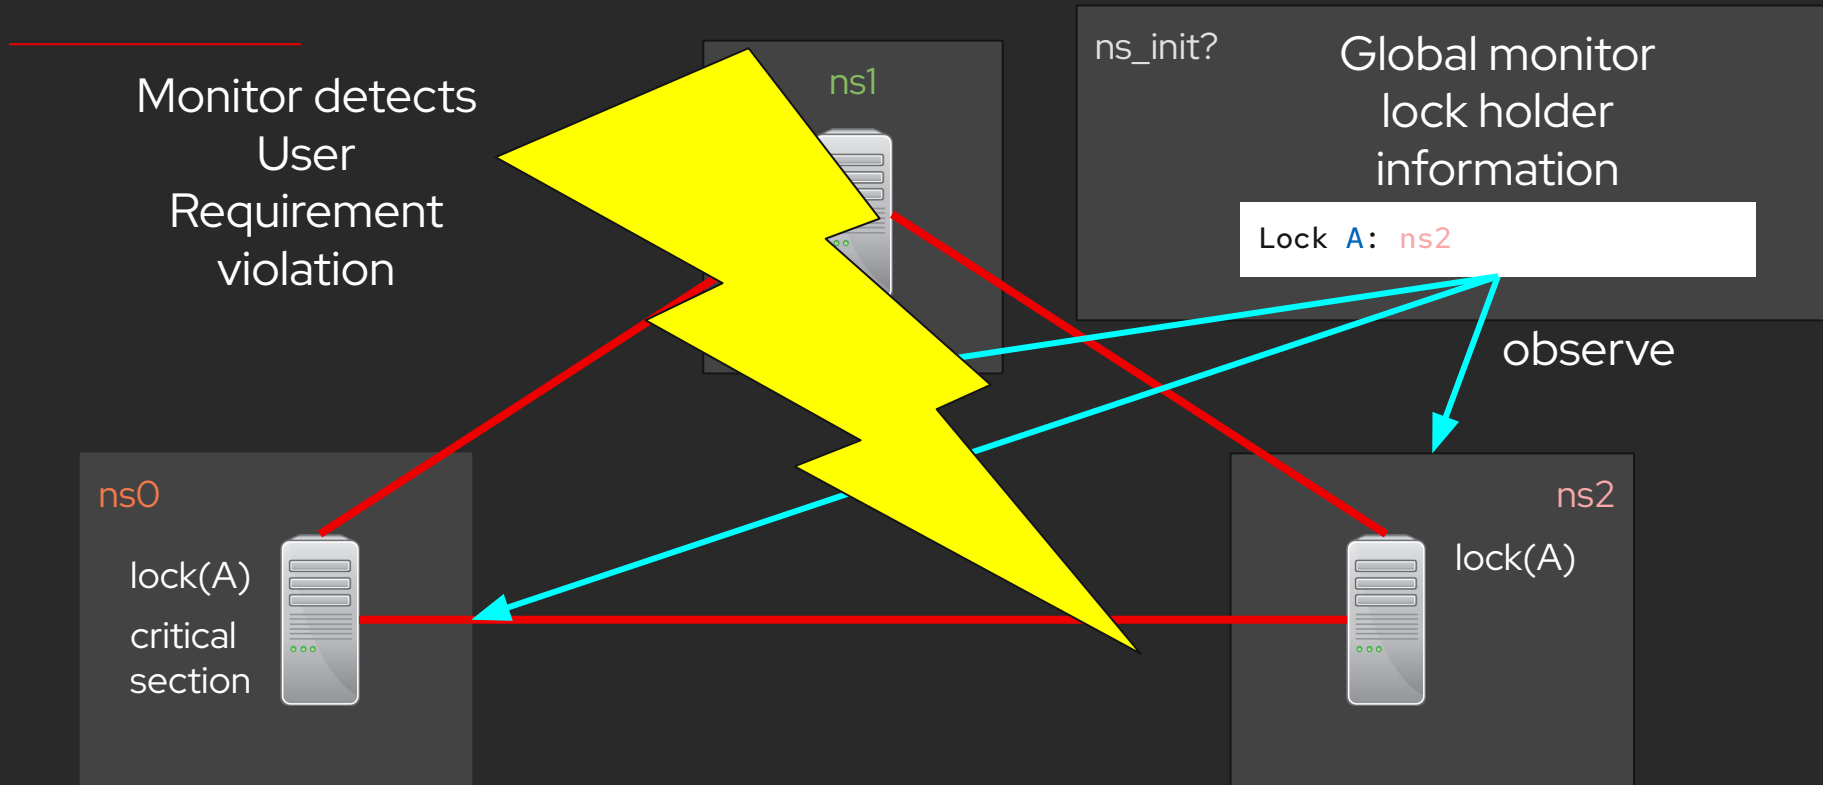 Monitor detects
User
Requirement
violation
ns1
ns_init?
Global monitor
lock holder
information
Lock A: ns2
observe
ns0
lock(A)
critical
section
ns2
lock(A)